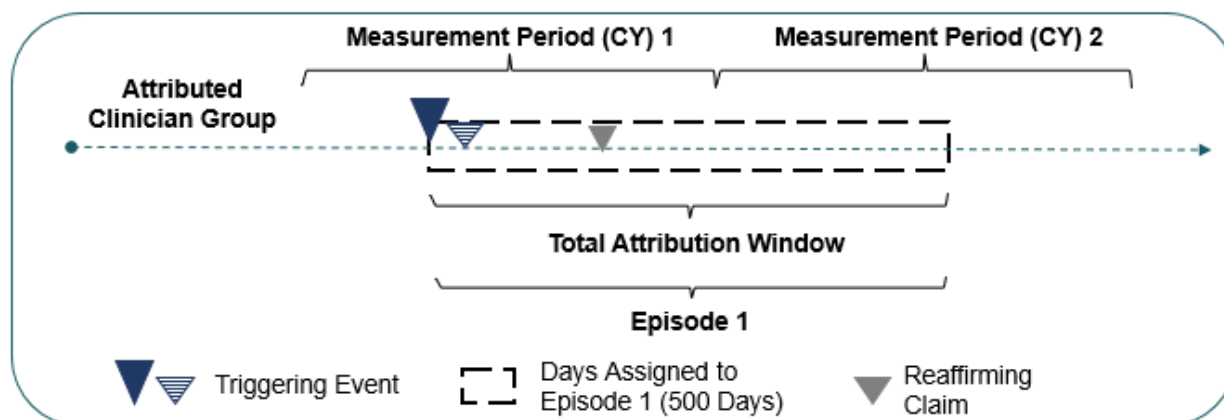 Measurement Period (CY) 1
Measurement Period (CY) 2
Attributed
Clinician Group
Total Attribution Window
Episode 1
Triggering Event
Days Assigned to
Episode 1 (500 Days)
Reaffirming
Claim